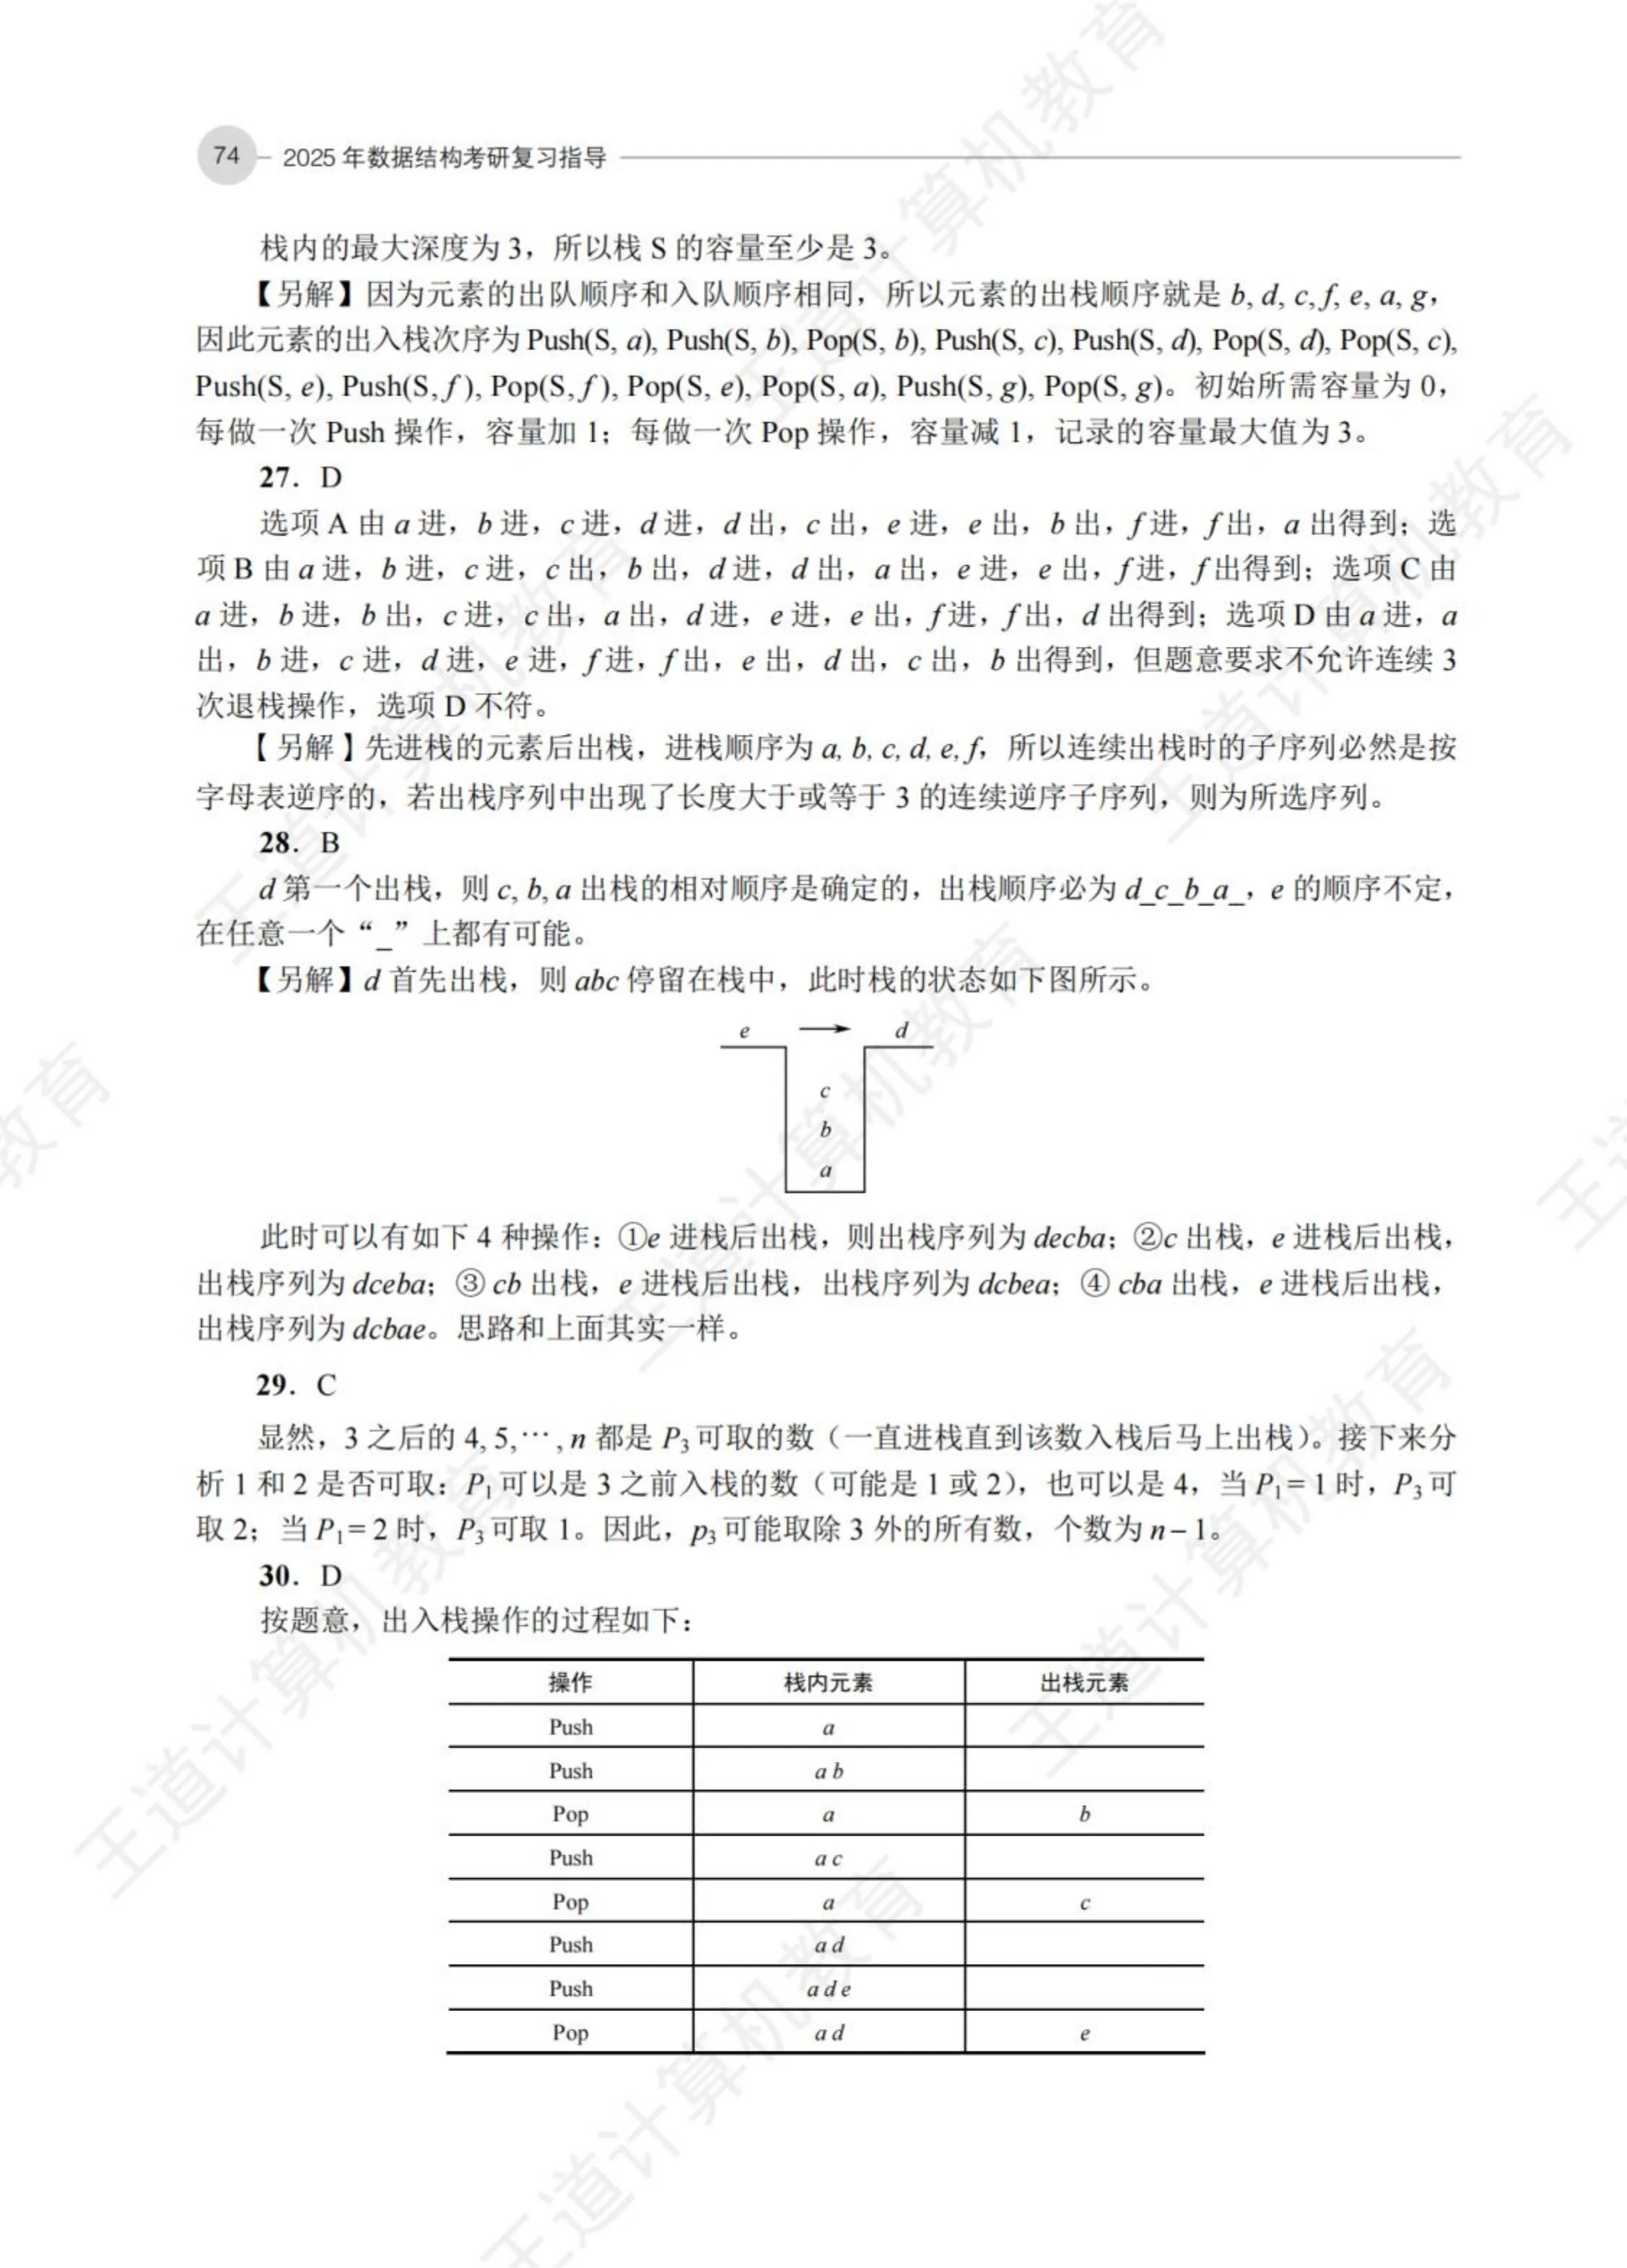 74 2025 年数据结构考研复习指导
栈内的最大深度为 3，所以栈 S 的容量至少是 3。
【另解】因为元素的出队顺序和入队顺序相同，所以元素的出栈顺序就是 b, d, c, f, e, a, g，
因此元素的出入栈次序为 Push(S, a), Push(S, b), Pop(S, b), Push(S, c), Push(S, d), Pop(S, d), Pop(S, c),
Push(S, e), Push(S, f ), Pop(S, f ), Pop(S, e), Pop(S, a), Push(S, g), Pop(S, g)。初始所需容量为 0，
每做一次 Push 操作，容量加 1；每做一次 Pop 操作，容量减 1，记录的容量最大值为 3。
27. D
选项 A 由 a 进，b 进，c 进，d 进，d 出，c 出，e 进，e 出，b 出，f 进，f 出，a 出得到；选
项 B 由 a 进，b 进，c 进，c 出，b 出，d 进，d 出，a 出，e 进，e 出，f 进，f 出得到；选项 C 由
a 进，b 进，b 出，c 进，c 出，a 出，d 进，e 进，e 出，f 进，f 出，d 出得到；选项 D 由 a 进，a
出，b 进，c 进，d 进，e 进，f 进，f 出，e 出，d 出，c 出，b 出得到，但题意要求不允许连续 3
次退栈操作，选项 D 不符。
【另解】先进栈的元素后出栈，进栈顺序为 a, b, c, d, e, f，所以连续出栈时的子序列必然是按
字母表逆序的，若出栈序列中出现了长度大于或等于 3 的连续逆序子序列，则为所选序列。
28. B
d 第一个出栈，则 c, b, a 出栈的相对顺序是确定的，出栈顺序必为 d_c_b_a_，e 的顺序不定，
在任意一个“_”上都有可能。
【另解】d 首先出栈，则 abc 停留在栈中，此时栈的状态如下图所示。
e → d
c
b
a
此时可以有如下 4 种操作：①e 进栈后出栈，则出栈序列为 decba；②c 出栈，e 进栈后出栈，
出栈序列为 dceba；③ cb 出栈，e 进栈后出栈，出栈序列为 dcbea；④ cba 出栈，e 进栈后出栈，
出栈序列为 dcbae。思路和上面其实一样。
29. C
显然，3 之后的 4, 5,⋯, n 都是 P₃可取的数（一直进栈直到该数入栈后马上出栈）。接下来分
析 1 和 2 是否可取：P₁可以是 3 之前入栈的数（可能是 1 或 2），也可以是 4，当 P₁ = 1 时，P₃可
取 2；当 P₁= 2 时，P₃可取 1。因此，p₃可能取除 3 外的所有数，个数为 n – 1。
30. D
按题意，出入栈操作的过程如下：
操作 栈内元素 出栈元素
Push a
Push a b
Pop a b
Push a c
Pop a c
Push a d
Push a d e
Pop a d e
王道计算机教育